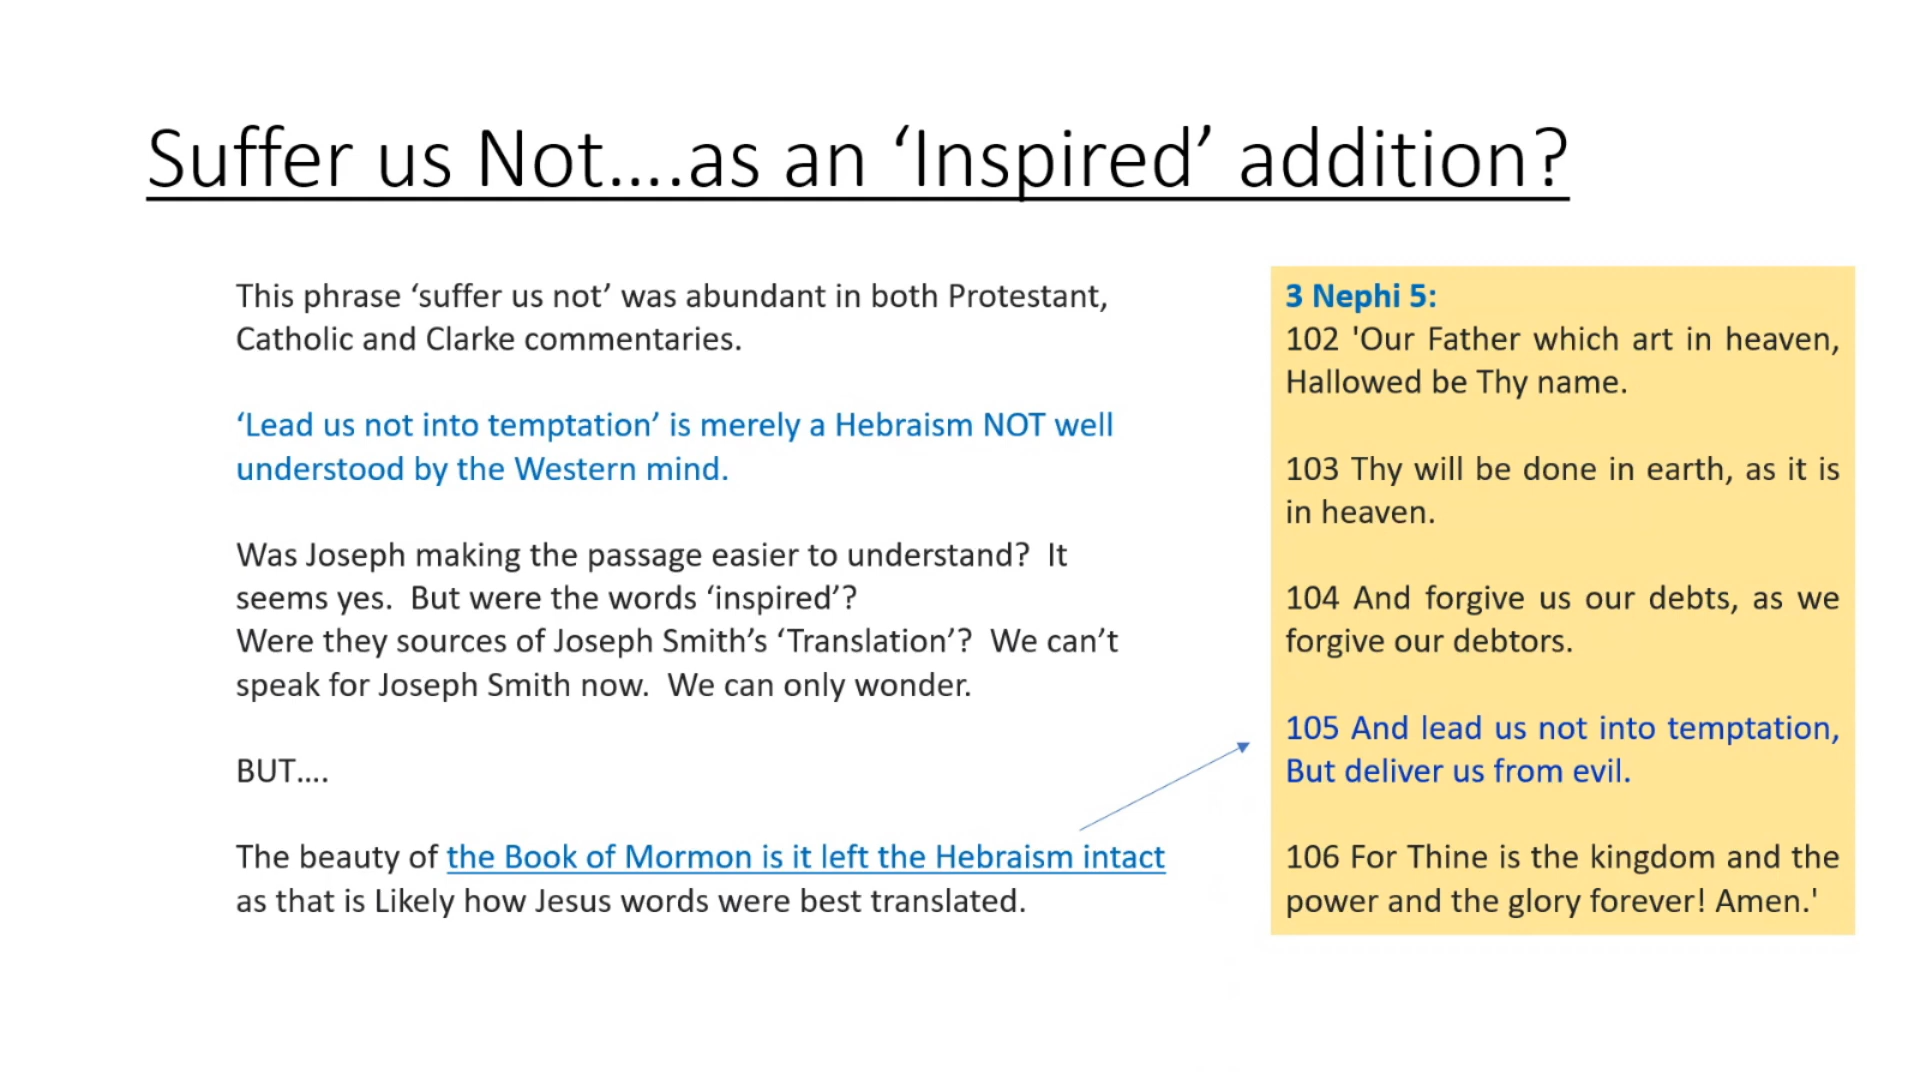 Suffer us Not....as an ‘Inspired’ addition?
This phrase ‘suffer us not’ was abundant in both Protestant,
Catholic and Clarke commentaries.
‘Lead us not into temptation’ is merely a Hebraism NOT well
understood by the Western mind.
Was Joseph making the passage easier to understand?  It
seems yes.  But were the words ‘inspired’?
Were they sources of Joseph Smith’s ‘Translation’?  We can’t
speak for Joseph Smith now.  We can only wonder.
BUT....
The beauty of the Book of Mormon is it left the Hebraism intact
as that is Likely how Jesus words were best translated.
3 Nephi 5:
102 'Our Father which art in heaven,
Hallowed be Thy name.
103 Thy will be done in earth, as it is
in heaven.
104 And forgive us our debts, as we
forgive our debtors.
105 And lead us not into temptation,
But deliver us from evil.
106 For Thine is the kingdom and the
power and the glory forever! Amen.'